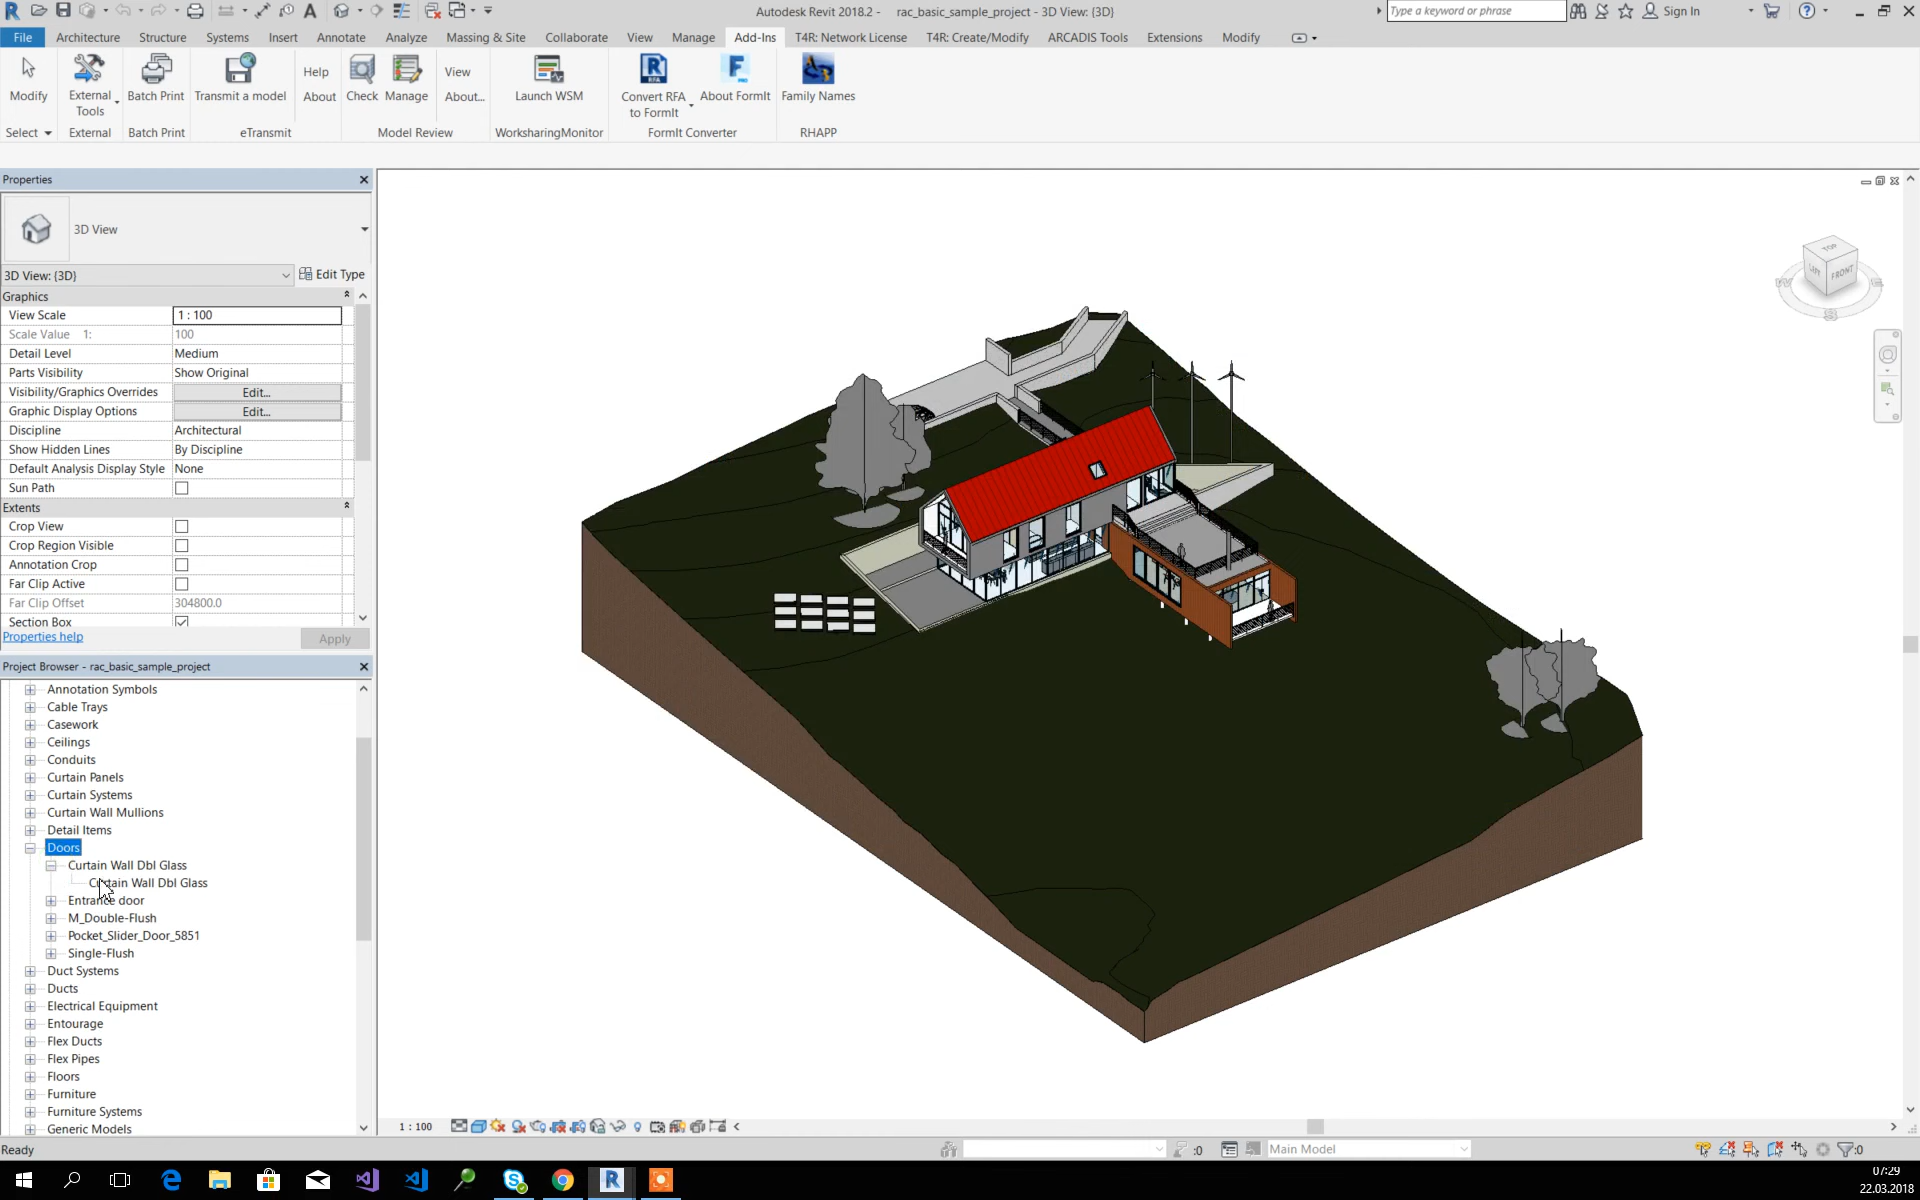 Autodesk Revit 2018.2 - rac_basic_sample_project - 3D View: {3D}
Type a keyword or phrase
Sign In
File Architecture Structure Systems Insert Annotate Analyze Massing & Site Collaborate View Manage Add-Ins T4R: Network License T4R: Create/Modify ARCADIS Tools Extensions Modify
Modify
External Tools
Batch Print
Transmit a model
Help
About
Check
Manage
View
About...
Launch WSM
Convert RFA to FormIt
About FormIt
Family Names
Select
External
Batch Print
eTransmit
Model Review
WorksharingMonitor
FormIt Converter
RHAPP
Properties
3D View
3D View: {3D}
Edit Type
Graphics
View Scale 1 : 100
Scale Value 1: 100
Detail Level Medium
Parts Visibility Show Original
Visibility/Graphics Overrides Edit...
Graphic Display Options Edit...
Discipline Architectural
Show Hidden Lines By Discipline
Default Analysis Display Style None
Sun Path
Extents
Crop View
Crop Region Visible
Annotation Crop
Far Clip Active
Far Clip Offset 304800.0
Section Box
Properties help
Apply
Project Browser - rac_basic_sample_project
Annotation Symbols
Cable Trays
Casework
Ceilings
Conduits
Curtain Panels
Curtain Systems
Curtain Wall Mullions
Detail Items
Doors
Curtain Wall Dbl Glass
Curtain Wall Dbl Glass
Entrance door
M_Double-Flush
Pocket_Slider_Door_5851
Single-Flush
Duct Systems
Ducts
Electrical Equipment
Entourage
Flex Ducts
Flex Pipes
Floors
Furniture
Furniture Systems
Generic Models
TOP
FRONT
W
S
1 : 100
Ready
:0
Main Model
:0
07:29
22.03.2018